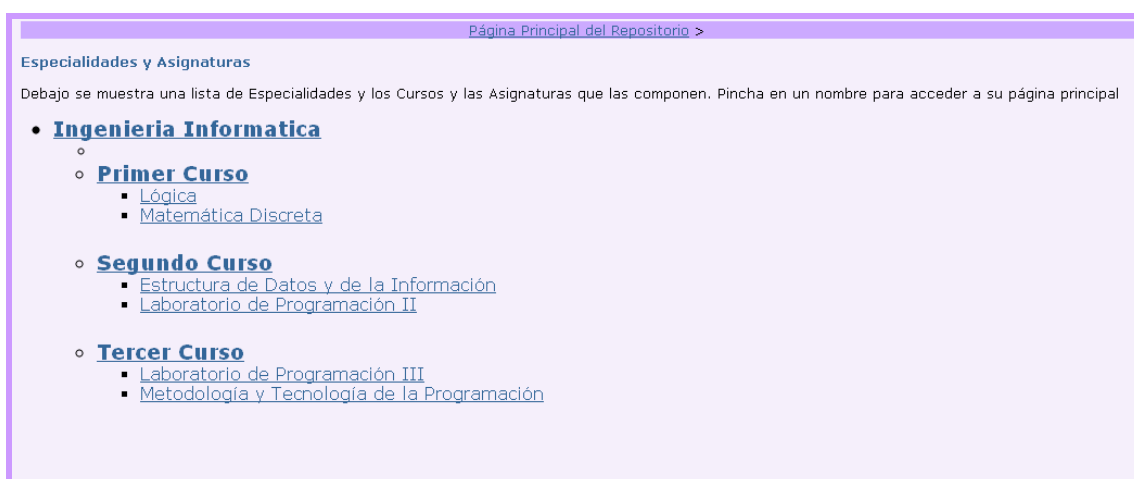 Página Principal del Repositorio >
Especialidades y Asignaturas
Debajo se muestra una lista de Especialidades y los Cursos y las Asignaturas que las componen. Pincha en un nombre para acceder a su página principal
Ingenieria Informatica
Primer Curso
Lógica
Matemática Discreta
Segundo Curso
Estructura de Datos y de la Información
Laboratorio de Programación II
Tercer Curso
Laboratorio de Programación III
Metodología y Tecnología de la Programación